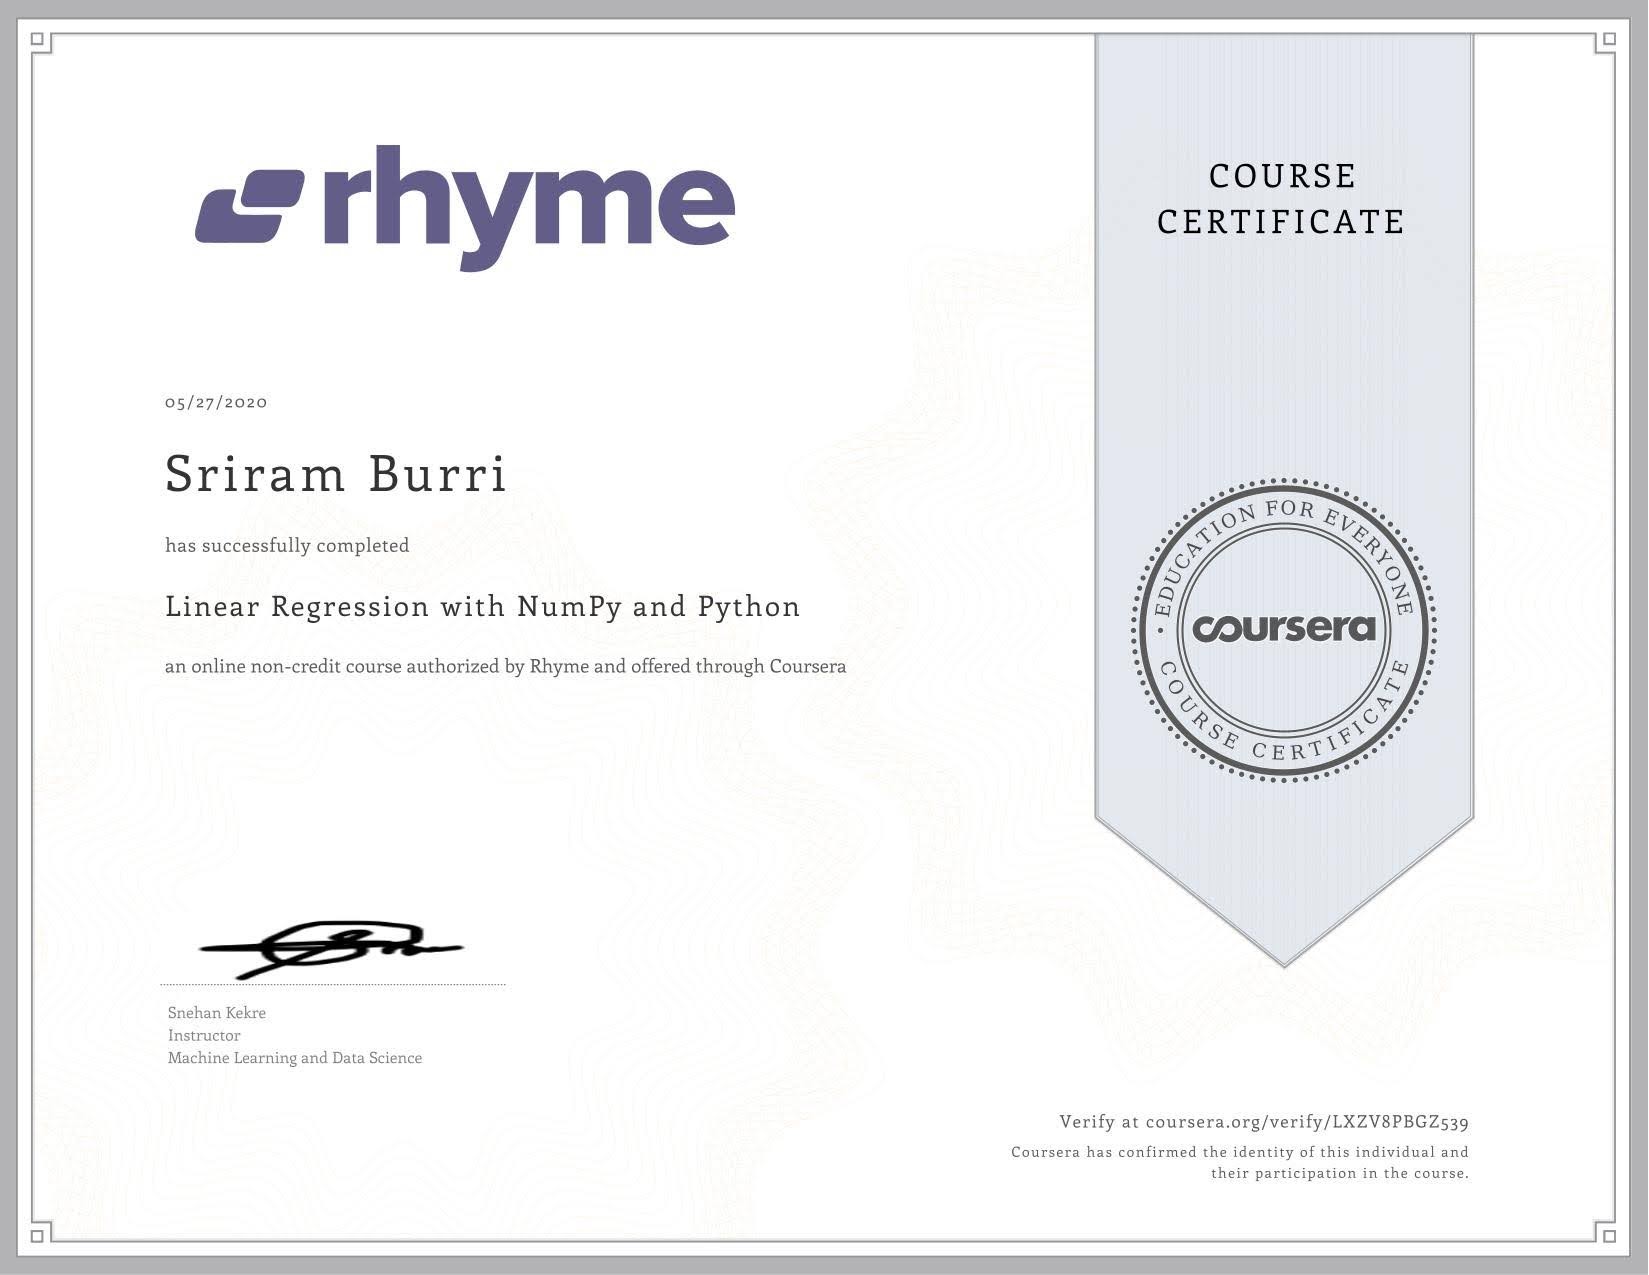 rhyme
COURSE
CERTIFICATE
05/27/2020
Sriram Burri
has successfully completed
Linear Regression with NumPy and Python
an online non-credit course authorized by Rhyme and offered through Coursera
• EDUCATION FOR EVERYONE •
coursera
COURSE CERTIFICATE
Snehan Kekre
Instructor
Machine Learning and Data Science
Verify at coursera.org/verify/LXZV8PBGZ539
Coursera has confirmed the identity of this individual and
their participation in the course.